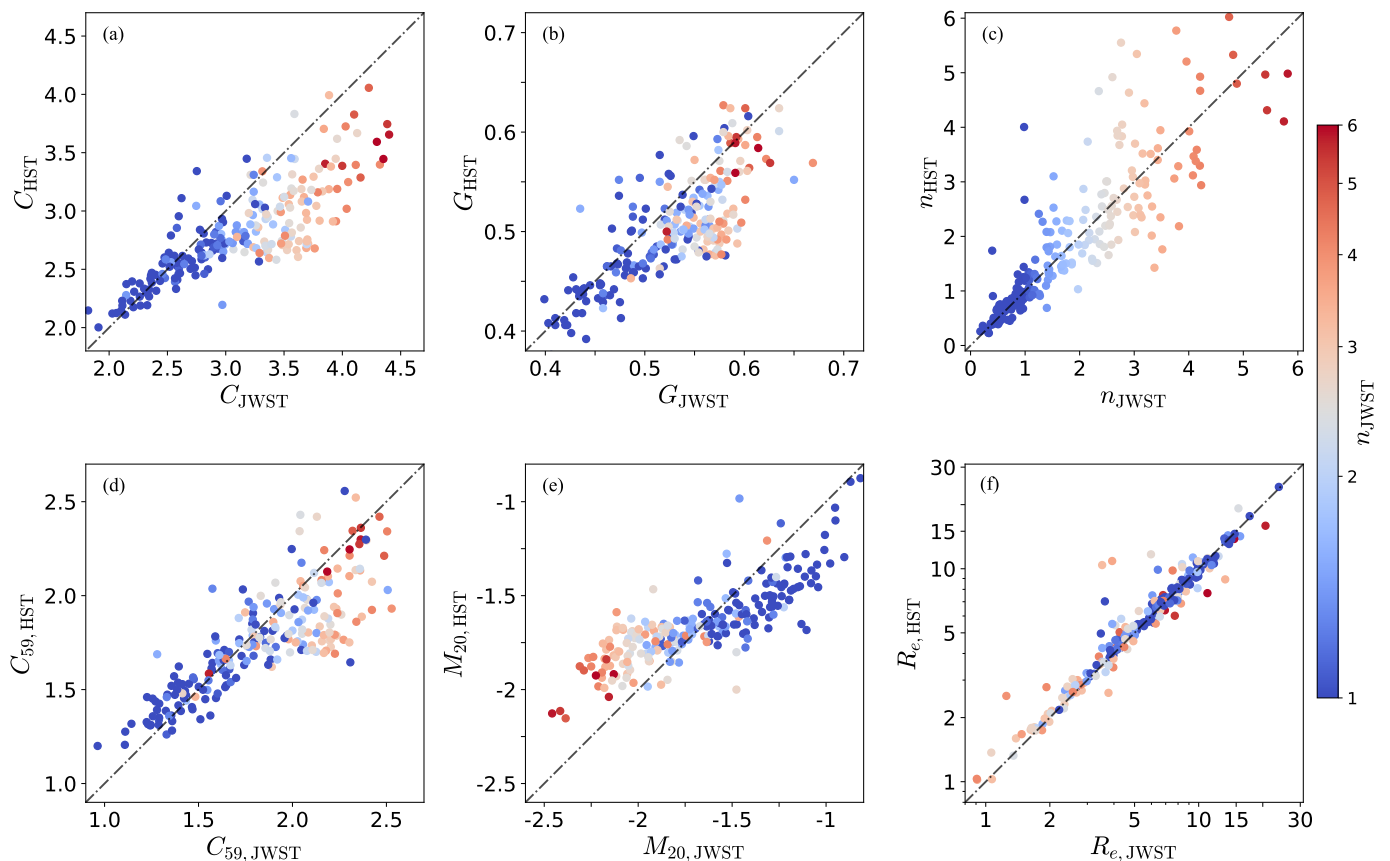 (a)
4.5
4.0
3.5
3.0
2.5
2.0
C_HST
2.0 2.5 3.0 3.5 4.0 4.5
C_JWST
(b)
0.7
0.6
0.5
0.4
G_HST
0.4 0.5 0.6 0.7
G_JWST
(c)
6
5
4
3
2
1
0
n_HST
0 1 2 3 4 5 6
n_JWST
(d)
2.5
2.0
1.5
1.0
C_59, HST
1.0 1.5 2.0 2.5
C_59, JWST
(e)
-1
-1.5
-2
-2.5
M_20, HST
-2.5 -2 -1.5 -1
M_20, JWST
(f)
30
15
10
5
2
1
R_e, HST
1 2 5 10 15 30
R_e, JWST
6
5
4
3
2
1
n_JWST